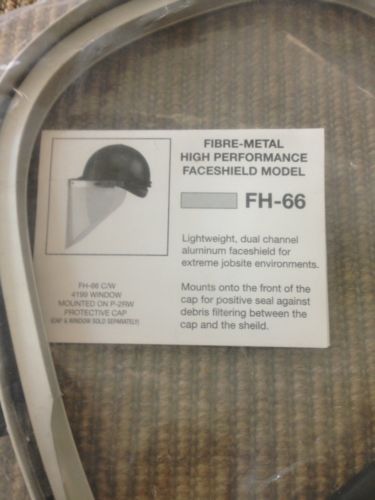 FIBRE-METAL
HIGH PERFORMANCE
FACESHIELD MODEL
FH-66
Lightweight, dual channel
aluminum faceshield for
extreme jobsite environments.
Mounts onto the front of the
cap for positive seal against
debris filtering between the
cap and the sheild.
FH-66 C/W
4199 WINDOW
MOUNTED ON P-2RW
PROTECTIVE CAP
(CAP & WINDOW SOLD SEPARATELY)